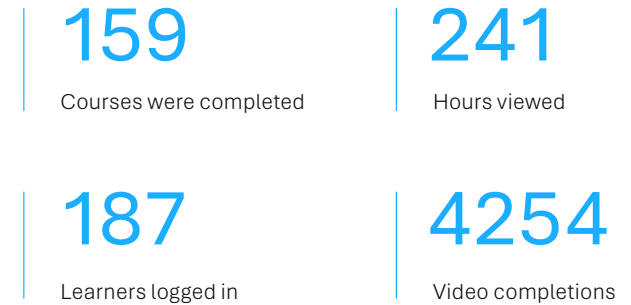 159
Courses were completed
241
Hours viewed
187
Learners logged in
4254
Video completions